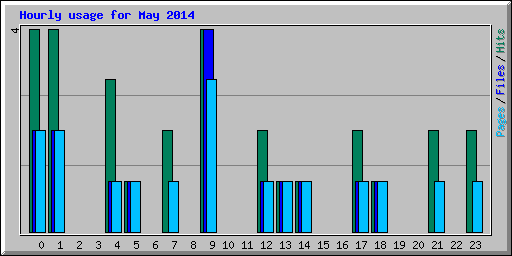 Hourly usage for May 2014
4
Pages / Files / Hits
0 1 2 3 4 5 6 7 8 9 10 11 12 13 14 15 16 17 18 19 20 21 22 23